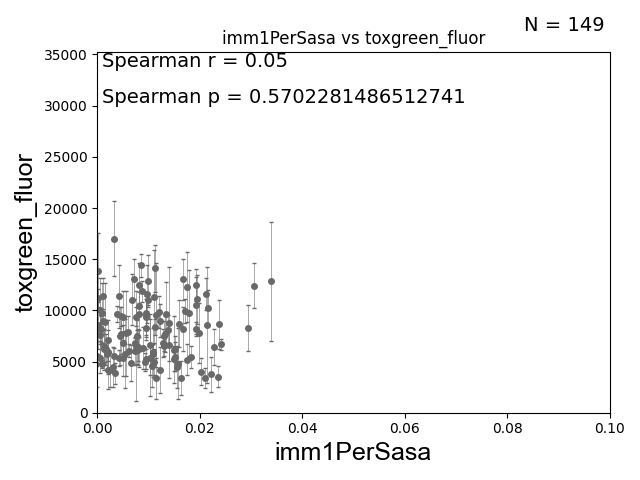 N = 149
imm1PerSasa vs toxgreen_fluor
Spearman r = 0.05
Spearman p = 0.5702281486512741
toxgreen_fluor
35000
30000
25000
20000
15000
10000
5000
0
0.00 0.02 0.04 0.06 0.08 0.10
imm1PerSasa